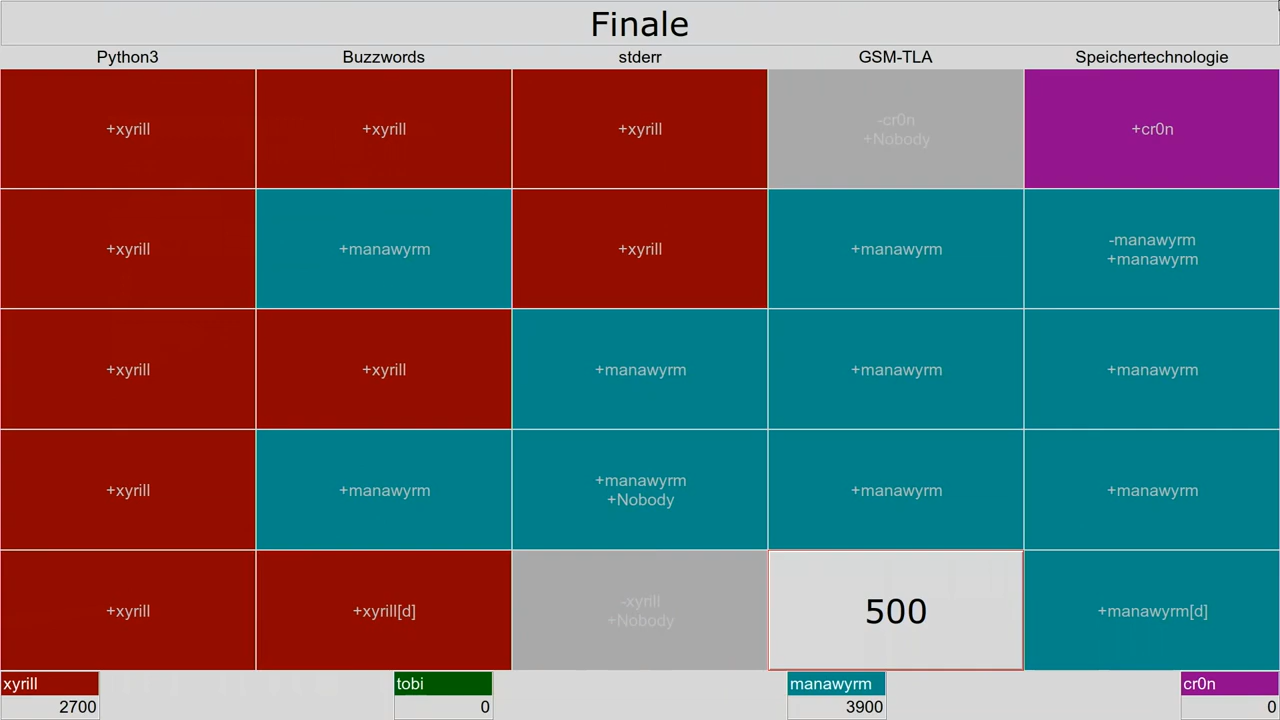 Finale
Python3 Buzzwords stderr GSM-TLA Speichertechnologie
+xyrill +xyrill +xyrill -cr0n +cr0n
+Nobody
+xyrill +manawyrm +xyrill +manawyrm -manawyrm
+manawyrm
+xyrill +xyrill +manawyrm +manawyrm +manawyrm
+xyrill +manawyrm +manawyrm +manawyrm +manawyrm
+Nobody
+xyrill +xyrill[d] -xyrill 500 +manawyrm[d]
+Nobody
xyrill tobi manawyrm cr0n
2700 0 3900 0